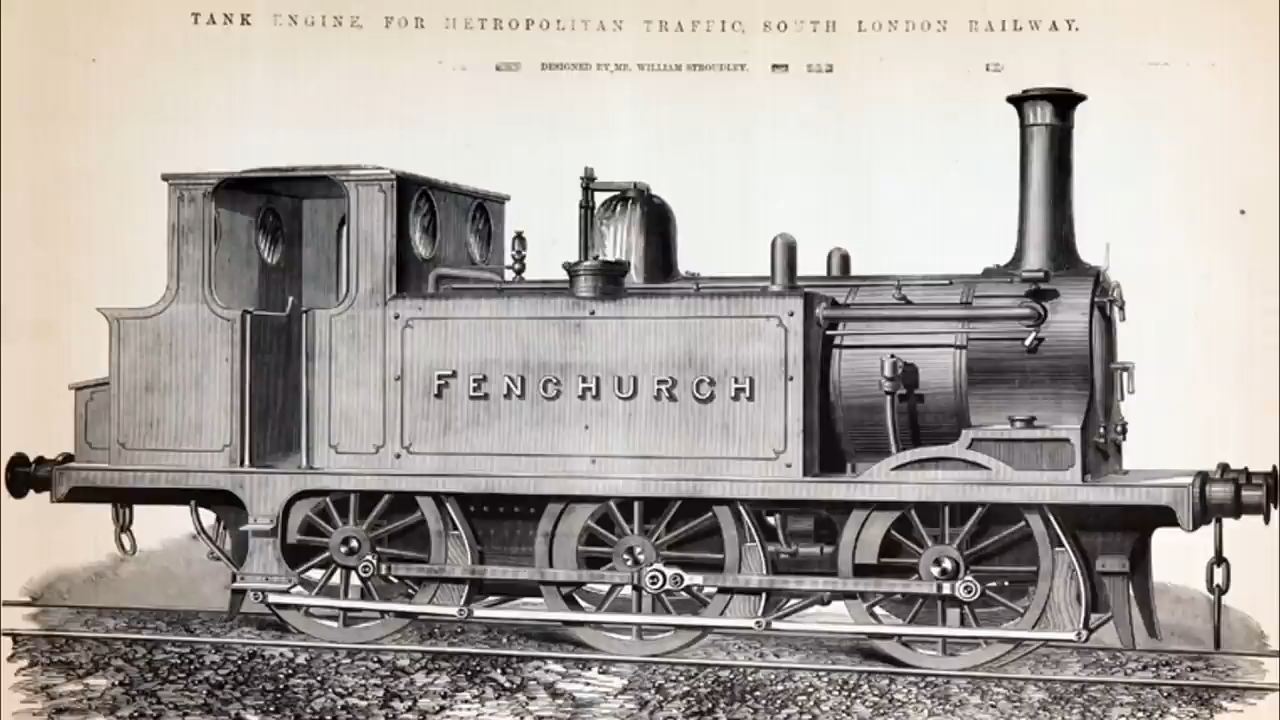 TANK ENGINE, FOR METROPOLITAN TRAFFIC, SOUTH LONDON RAILWAY.
DESIGNED BY MR. WILLIAM STROUDLEY.
FENCHURCH